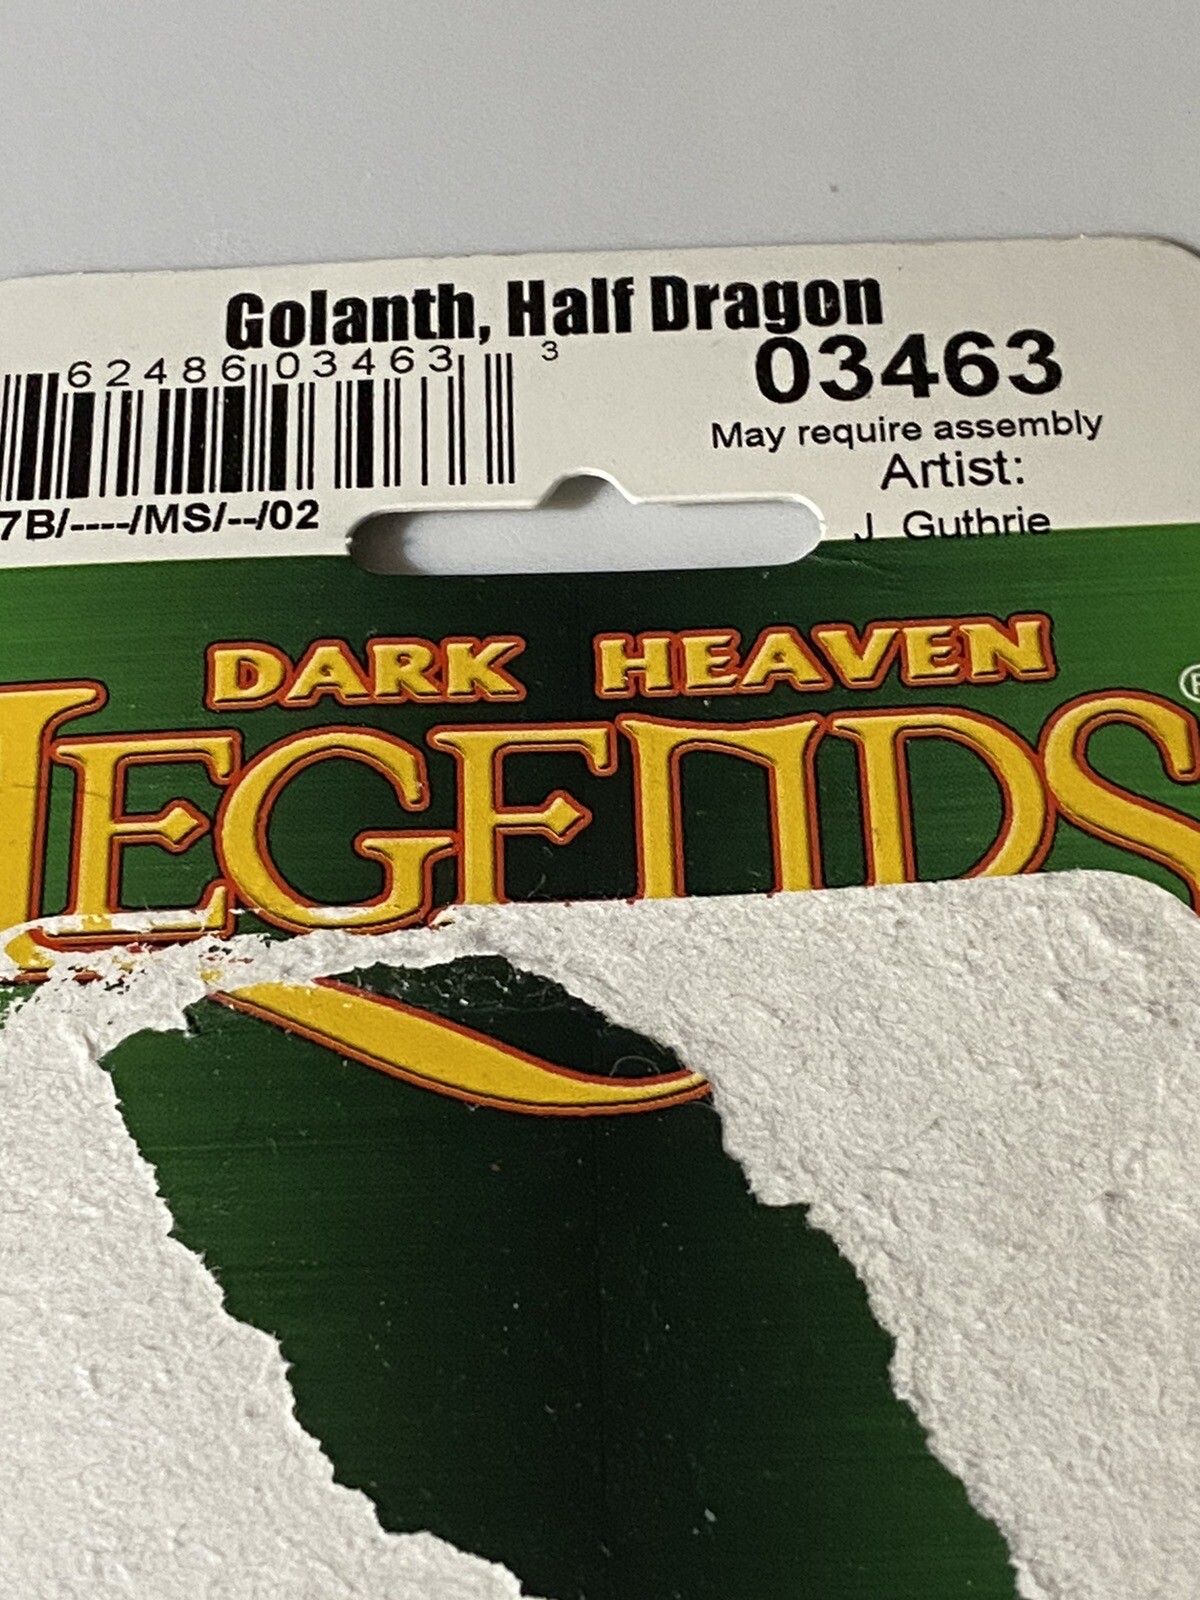 Golanth, Half Dragon
62486 03463 3
03463
May require assembly
Artist:
7B/----/MS/--/02
J Guthrie
DARK HEAVEN
LEGENDS®